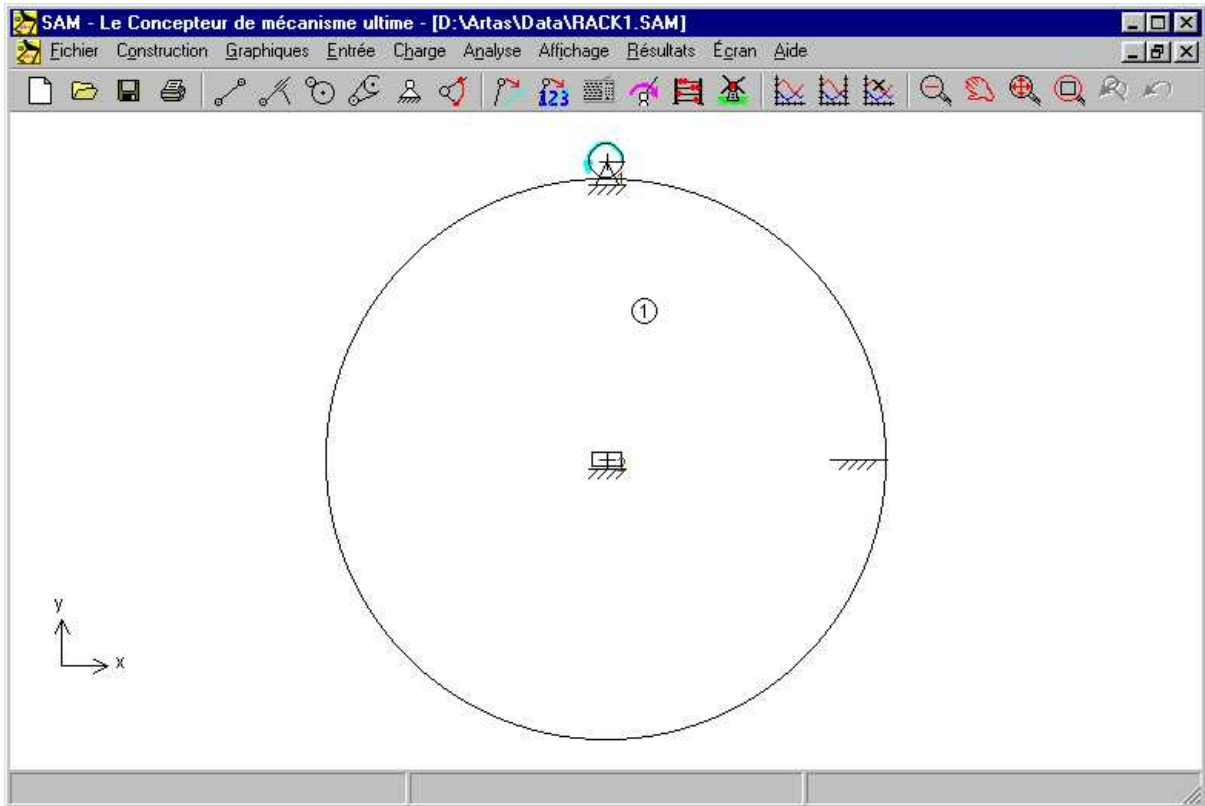 SAM - Le Concepteur de mécanisme ultime - [D:\Artas\Data\RACK1.SAM]
Fichier Construction Graphiques Entrée Charge Analyse Affichage Résultats Écran Aide
123
1
y
x